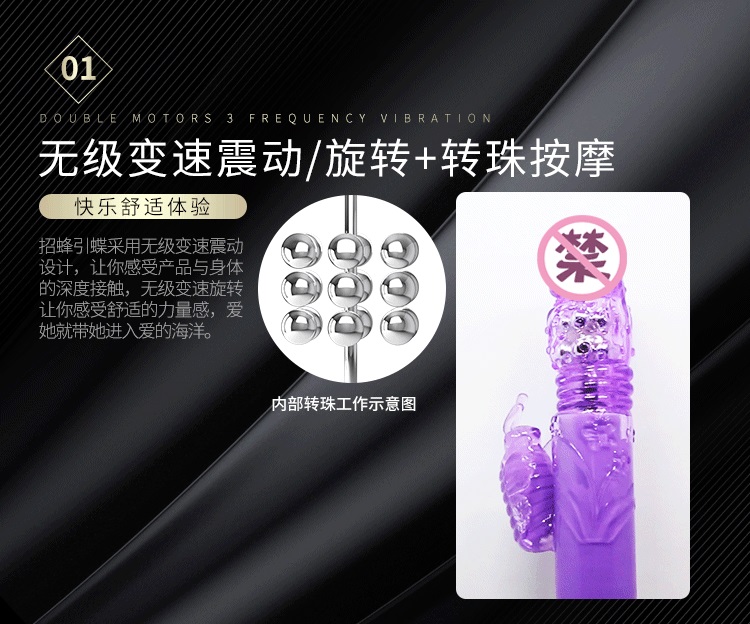 01
DOUBLE MOTORS 3 FREQUENCY VIBRATION
无级变速震动/旋转+转珠按摩
快乐舒适体验
招蜂引蝶采用无级变速震动
设计，让你感受产品与身体
的深度接触，无级变速旋转
让你感受舒适的力量感，爱
她就带她进入爱的海洋。
内部转珠工作示意图
禁